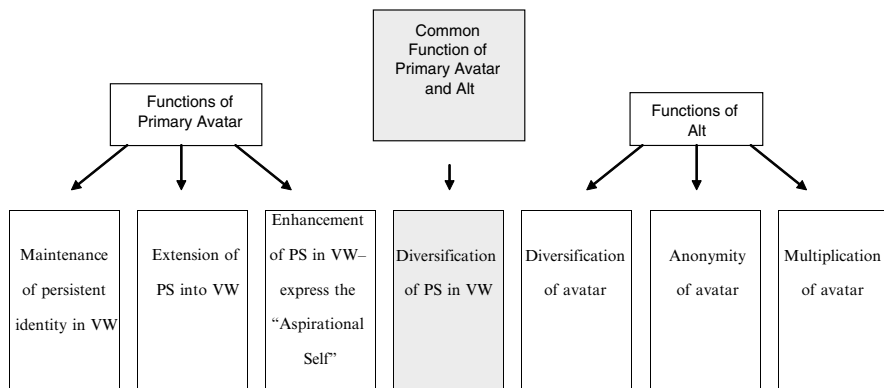 Common
Function of
Primary Avatar
and Alt
Functions of
Primary Avatar
Functions of
Alt
Maintenance
of persistent
identity in VW
Extension of
PS into VW
Enhancement
of PS in VW–
express the
“Aspirational
Self”
Diversification
of PS in VW
Diversification
of avatar
Anonymity
of avatar
Multiplication
of avatar